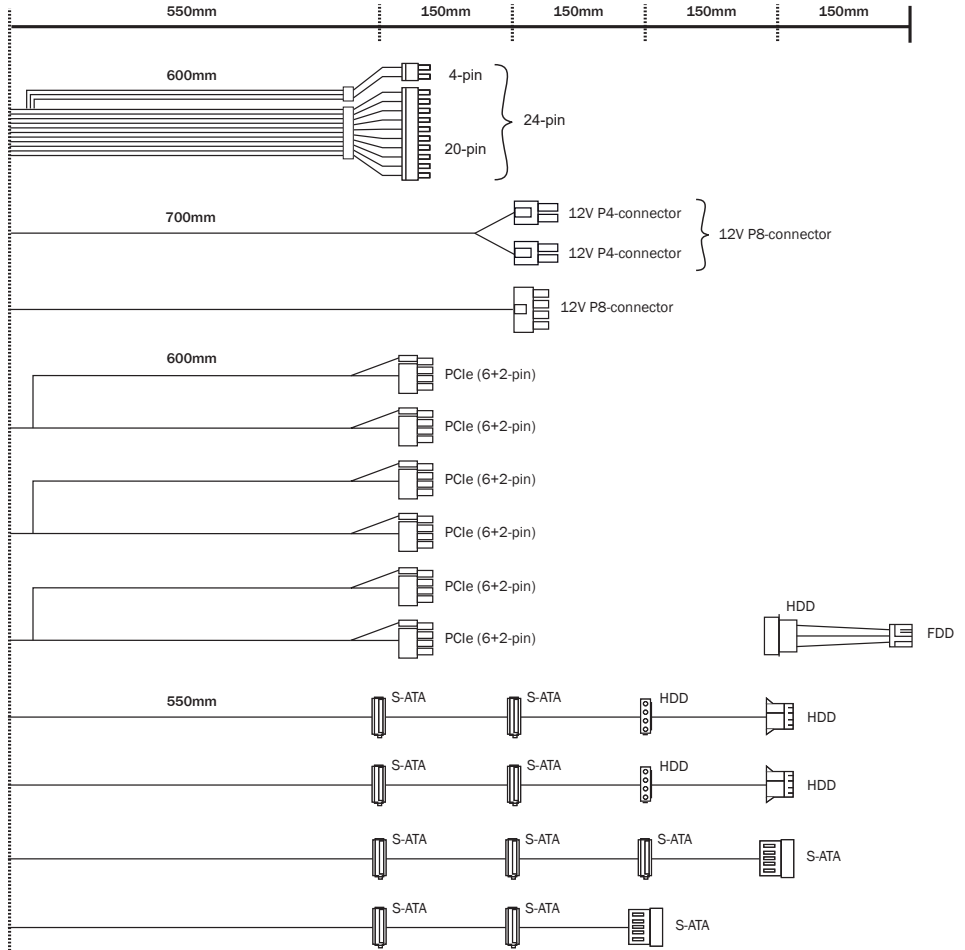 550mm 150mm 150mm 150mm 150mm
600mm
4-pin
24-pin
20-pin
700mm
12V P4-connector
12V P8-connector
12V P4-connector
12V P8-connector
600mm
PCIe (6+2-pin)
PCIe (6+2-pin)
PCIe (6+2-pin)
PCIe (6+2-pin)
PCIe (6+2-pin)
HDD
FDD
PCIe (6+2-pin)
550mm
S-ATA S-ATA HDD
HDD
S-ATA S-ATA HDD
HDD
S-ATA S-ATA S-ATA
S-ATA
S-ATA S-ATA
S-ATA